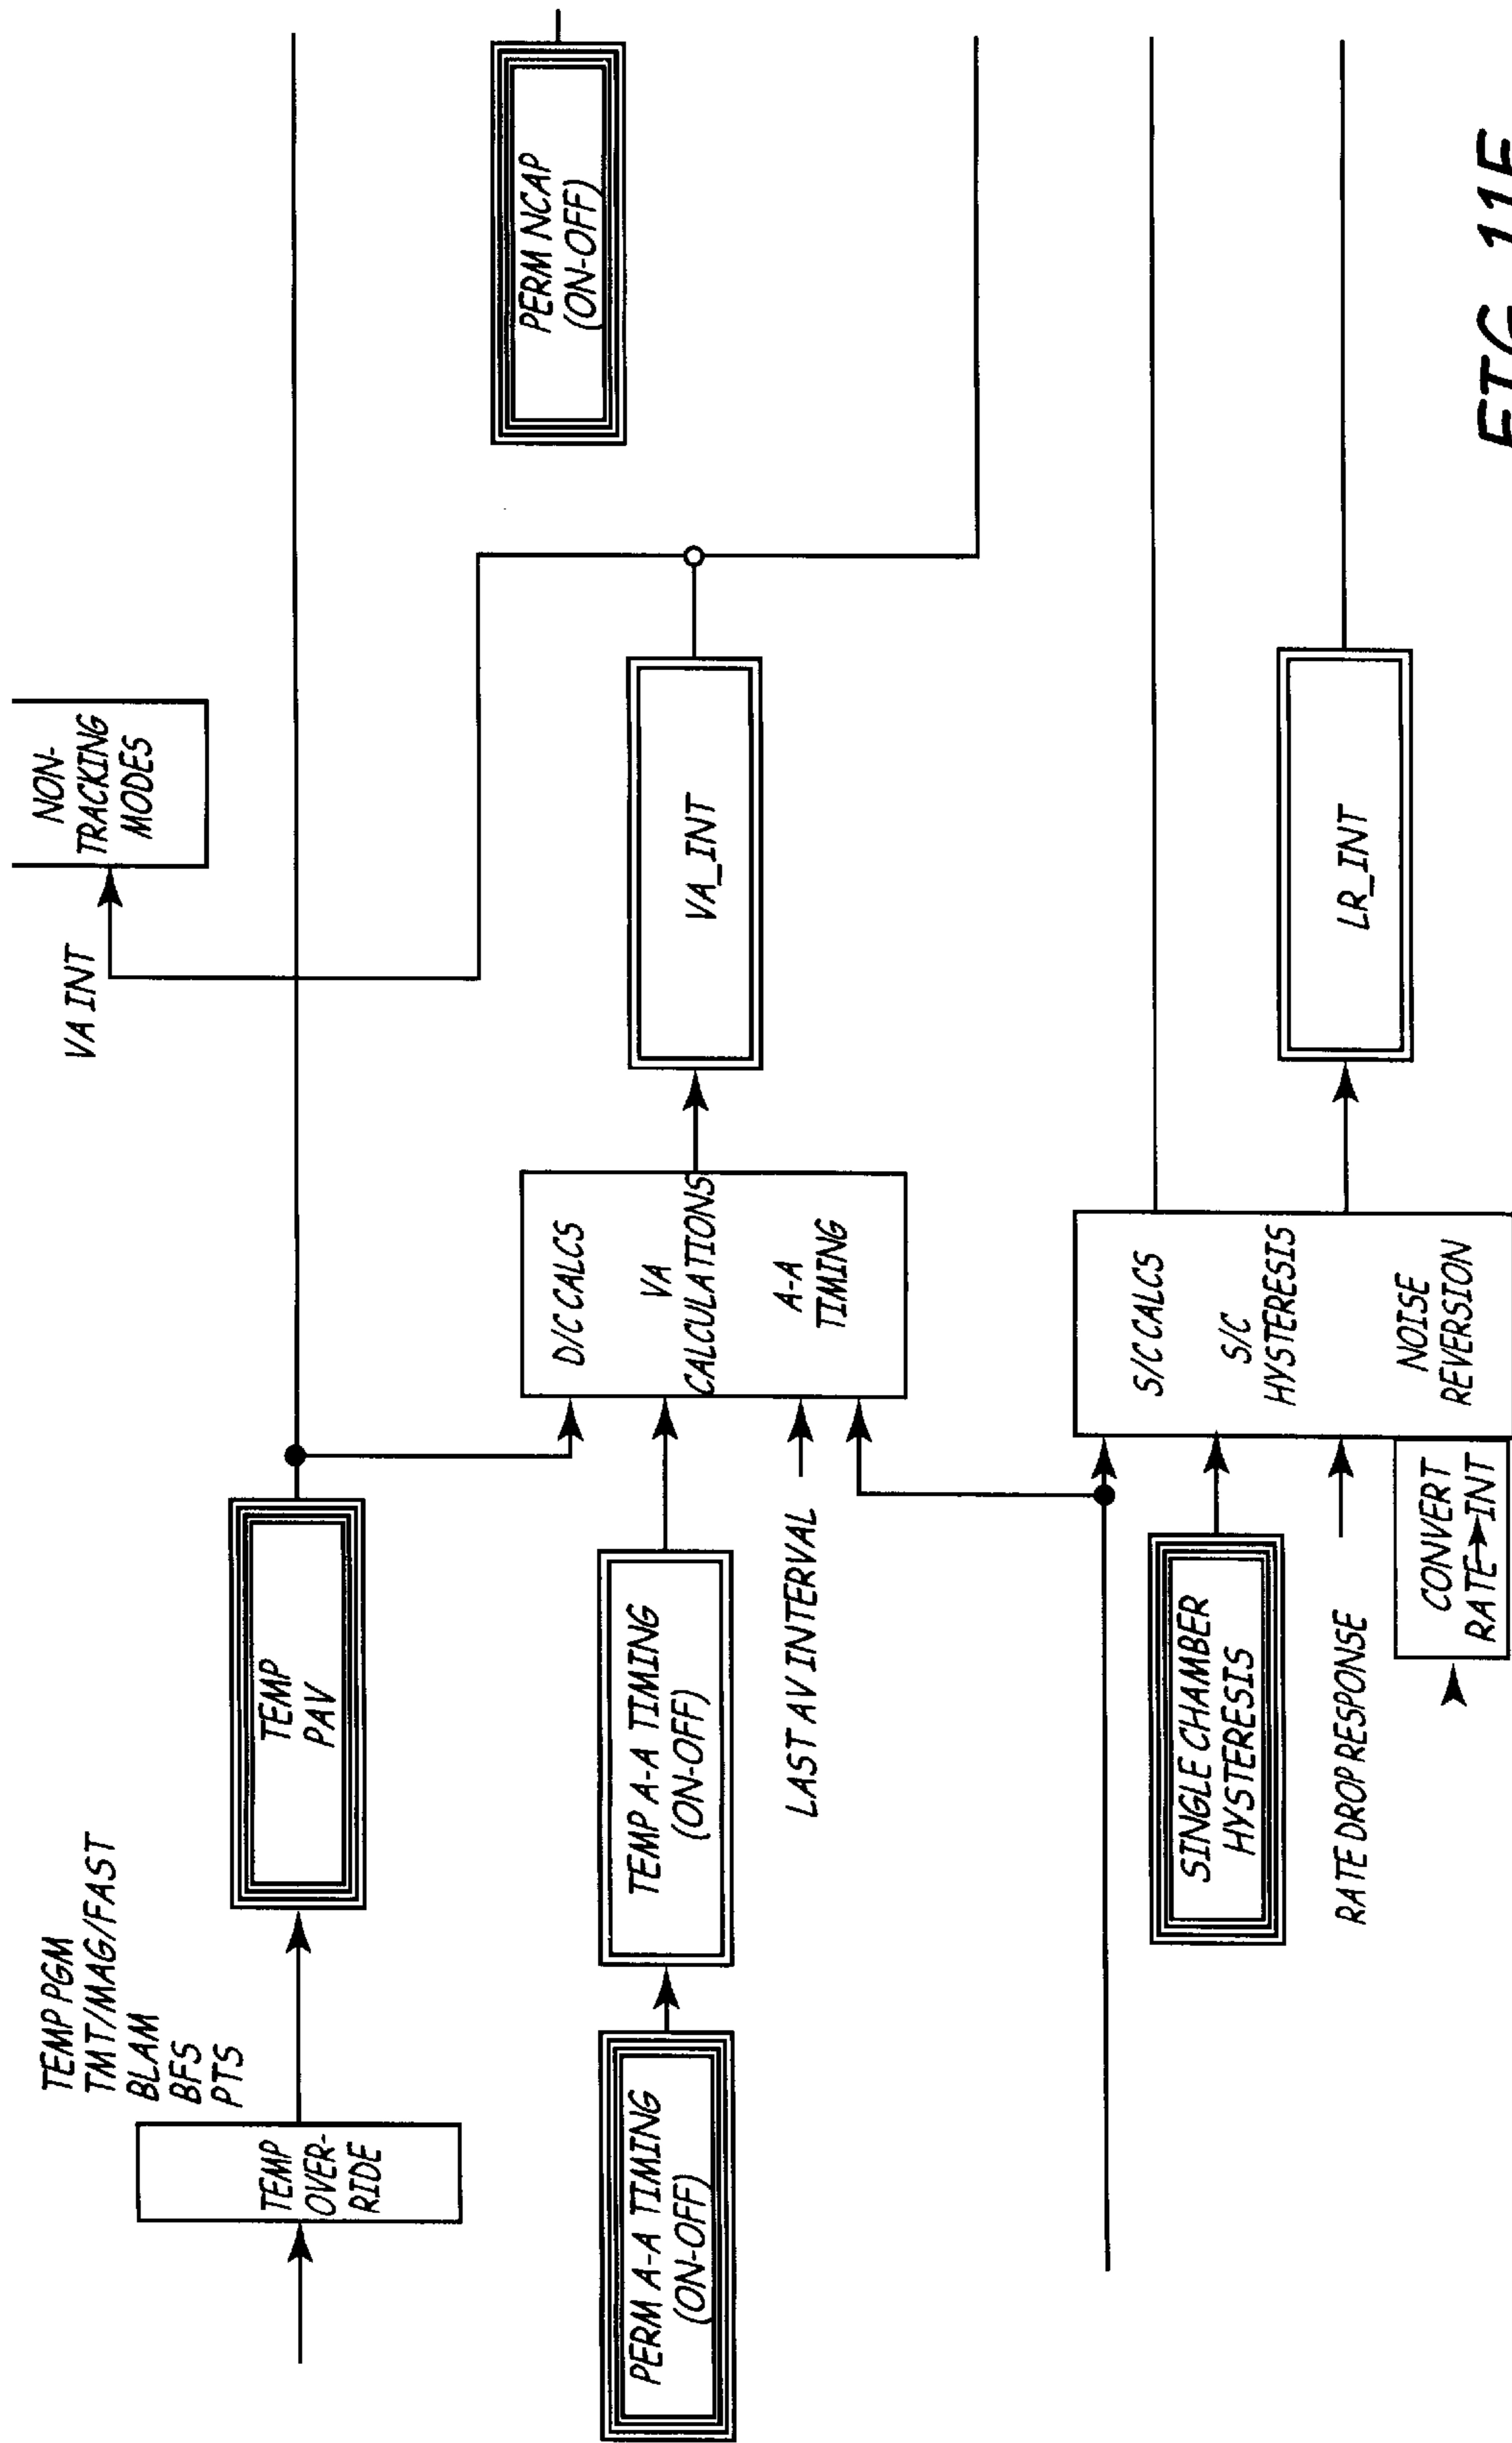 TEMP PGM
TMT/MAG/FAST
BLAM
BFS
PTS
VA INT
NON-
TRACKING
MODES
TEMP
OVER-
RIDE
TEMP
PAV
PERM NCAP
(ON-OFF)
PERM A-A TIMING
(ON-OFF)
TEMP A-A TIMING
(ON-OFF)
LAST AV INTERVAL
D/C CALCS
VA
CALCULATIONS
A-A
TIMING
VA_INT
SINGLE CHAMBER
HYSTERESIS
RATE DROP RESPONSE
CONVERT
RATE→INT
S/C CALCS
S/C
HYSTERESIS
NOISE
REVERSION
LR_INT
FIG.